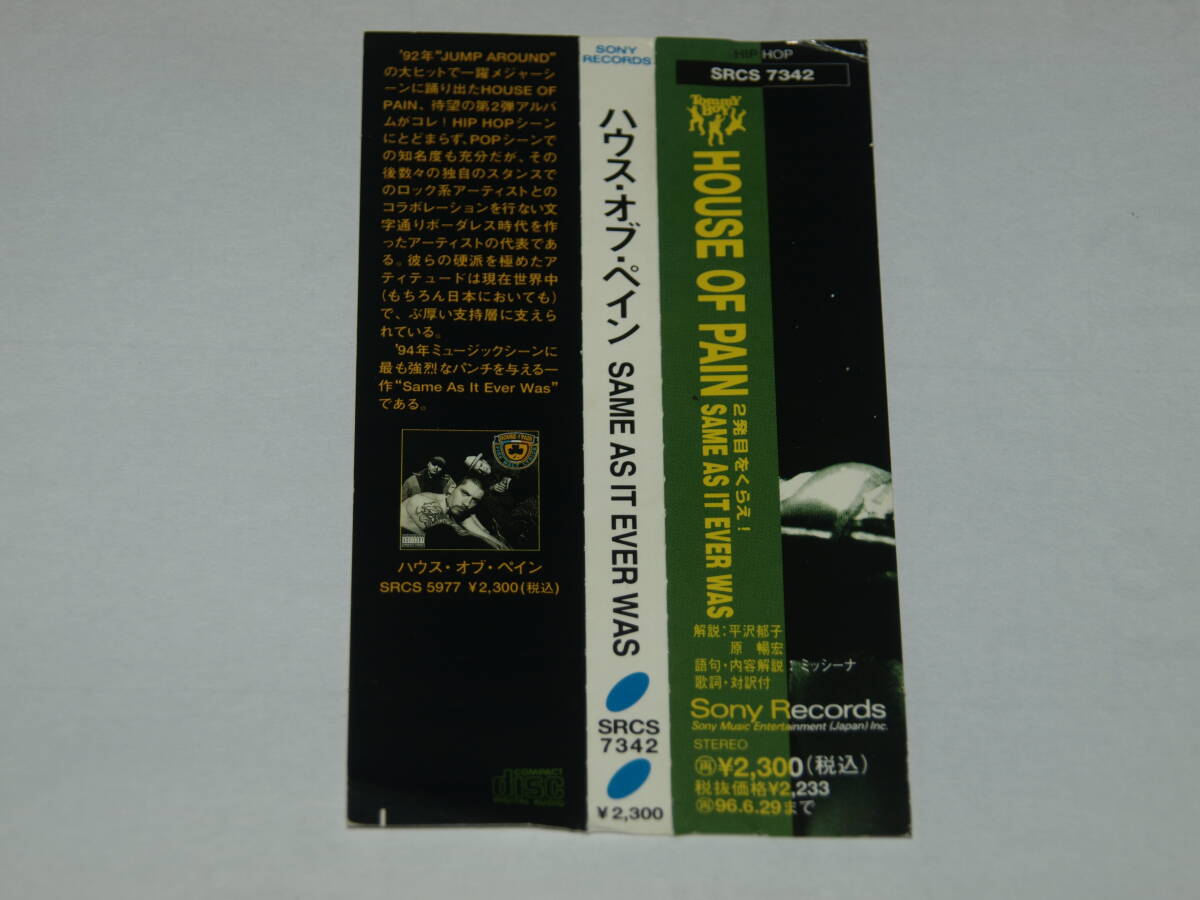 '92年“JUMP AROUND”
の大ヒットで一躍メジャーシ
ーンに踊り出たHOUSE OF
PAIN、待望の第2弾アルバ
ムがコレ！HIP HOPシーン
にとどまらず、POPシーンで
の知名度も充分だが、その
後数々の独自のスタンスで
のロック系アーティストとの
コラボレーションを行ない文
字通りボーダレス時代を作
ったアーティストの代表であ
る。彼らの硬派を極めたア
ティテュードは現在世界中
(もちろん日本においても)
で、ぶ厚い支持層に支えら
れている。
'94年ミュージックシーンに
最も強烈なパンチを与える一
作“Same As It Ever Was”
である。
ハウス・オブ・ペイン
SRCS 5977 ¥2,300(税込)
COMPACT
disc
DIGITAL AUDIO
SONY
RECORDS
ハウス・オブ・ペイン SAME AS IT EVER WAS
SRCS
7342
¥2,300
HIP HOP
SRCS 7342
Tommy
Boy
HOUSE OF PAIN
2発目をくらえ！
SAME AS IT EVER WAS
解説：平沢郁子
原 暢宏
語句・内容解説：ミッシーナ
歌詞・対訳付
Sony Records
Sony Music Entertainment (Japan) Inc.
STEREO
㊢¥2,300(税込)
税抜価格¥2,233
㊢96.6.29まで